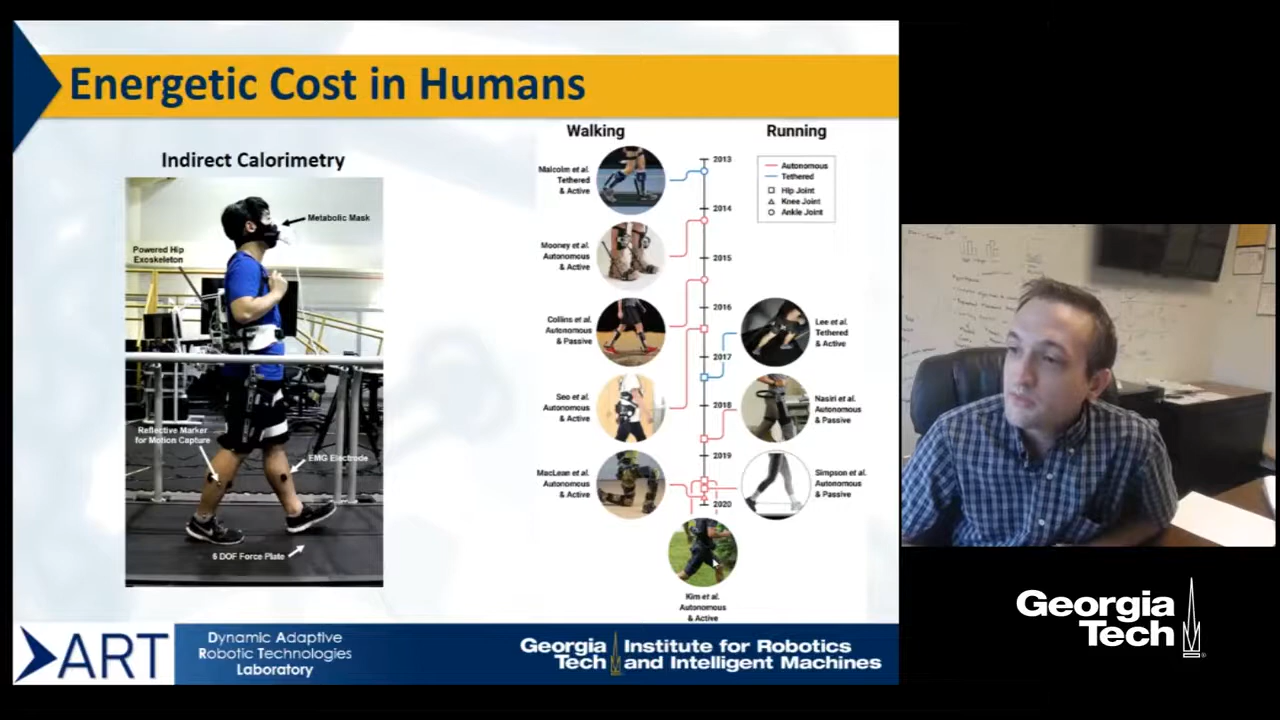 Energetic Cost in Humans
Indirect Calorimetry
Metabolic Mask
Powered Hip
Exoskeleton
Reflective Marker
for Motion Capture
EMG Electrode
6 DOF Force Plate
Walking
Running
Malcolm et al.
Tethered
& Active
Mooney et al.
Autonomous
& Active
Collins et al.
Autonomous
& Passive
Seo et al.
Autonomous
& Active
MacLean et al.
Autonomous
& Active
2013
2014
2015
2016
2017
2018
2019
2020
Autonomous
Tethered
Hip Joint
Knee Joint
Ankle Joint
Lee et al.
Tethered
& Active
Nasiri et al.
Autonomous
& Passive
Simpson et al.
Autonomous
& Passive
Kim et al.
Autonomous
& Active
DART
Dynamic Adaptive
Robotic Technologies
Laboratory
Georgia
Tech
Institute for Robotics
and Intelligent Machines
Georgia
Tech